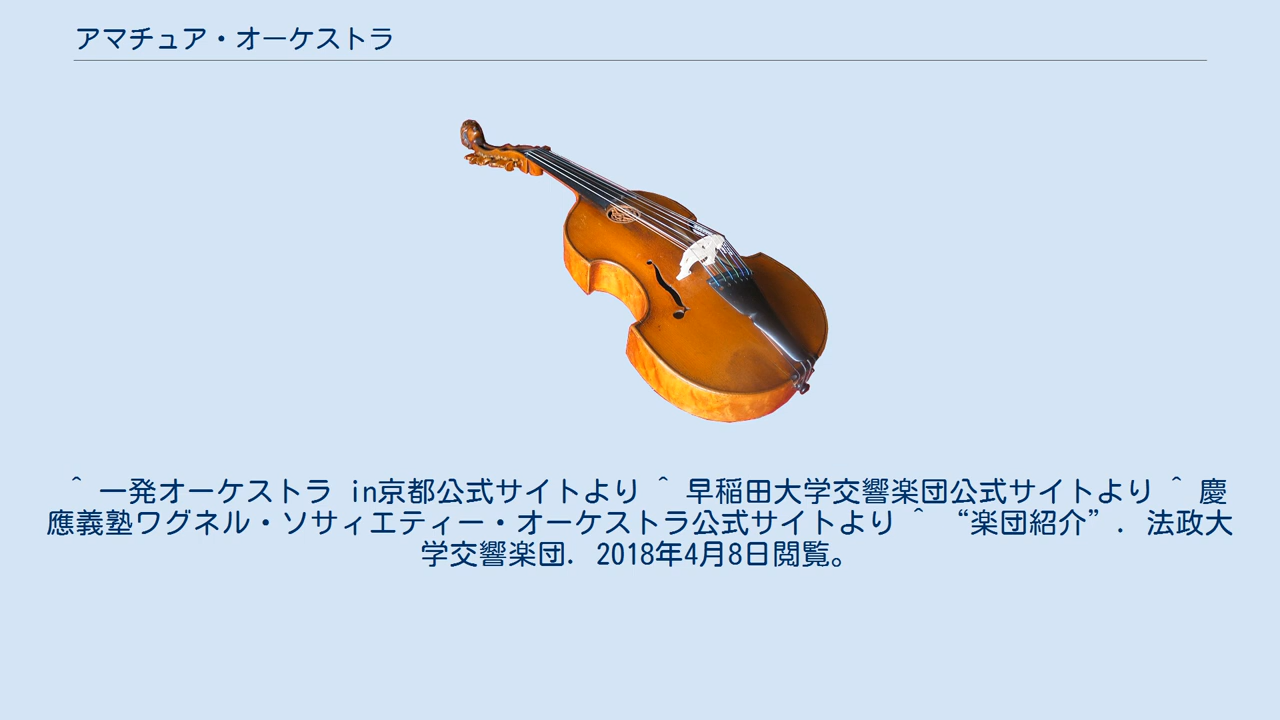 アマチュア・オーケストラ
^ 一発オーケストラ in京都公式サイトより ^ 早稲田大学交響楽団公式サイトより ^ 慶
應義塾ワグネル・ソサィエティー・オーケストラ公式サイトより ^ “楽団紹介”. 法政大
学交響楽団. 2018年4月8日閲覧。